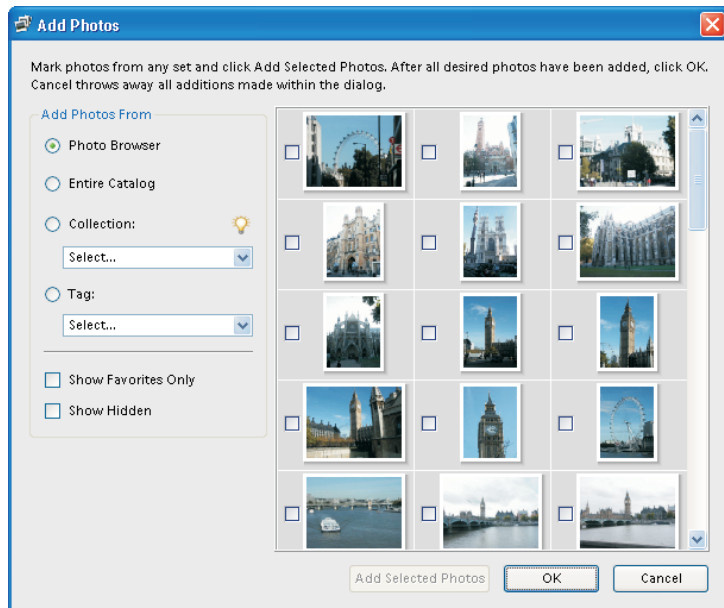 Add Photos
Mark photos from any set and click Add Selected Photos. After all desired photos have been added, click OK.
Cancel throws away all additions made within the dialog.
Add Photos From
Photo Browser
Entire Catalog
Collection:
Select...
Tag:
Select...
Show Favorites Only
Show Hidden
Add Selected Photos
OK
Cancel